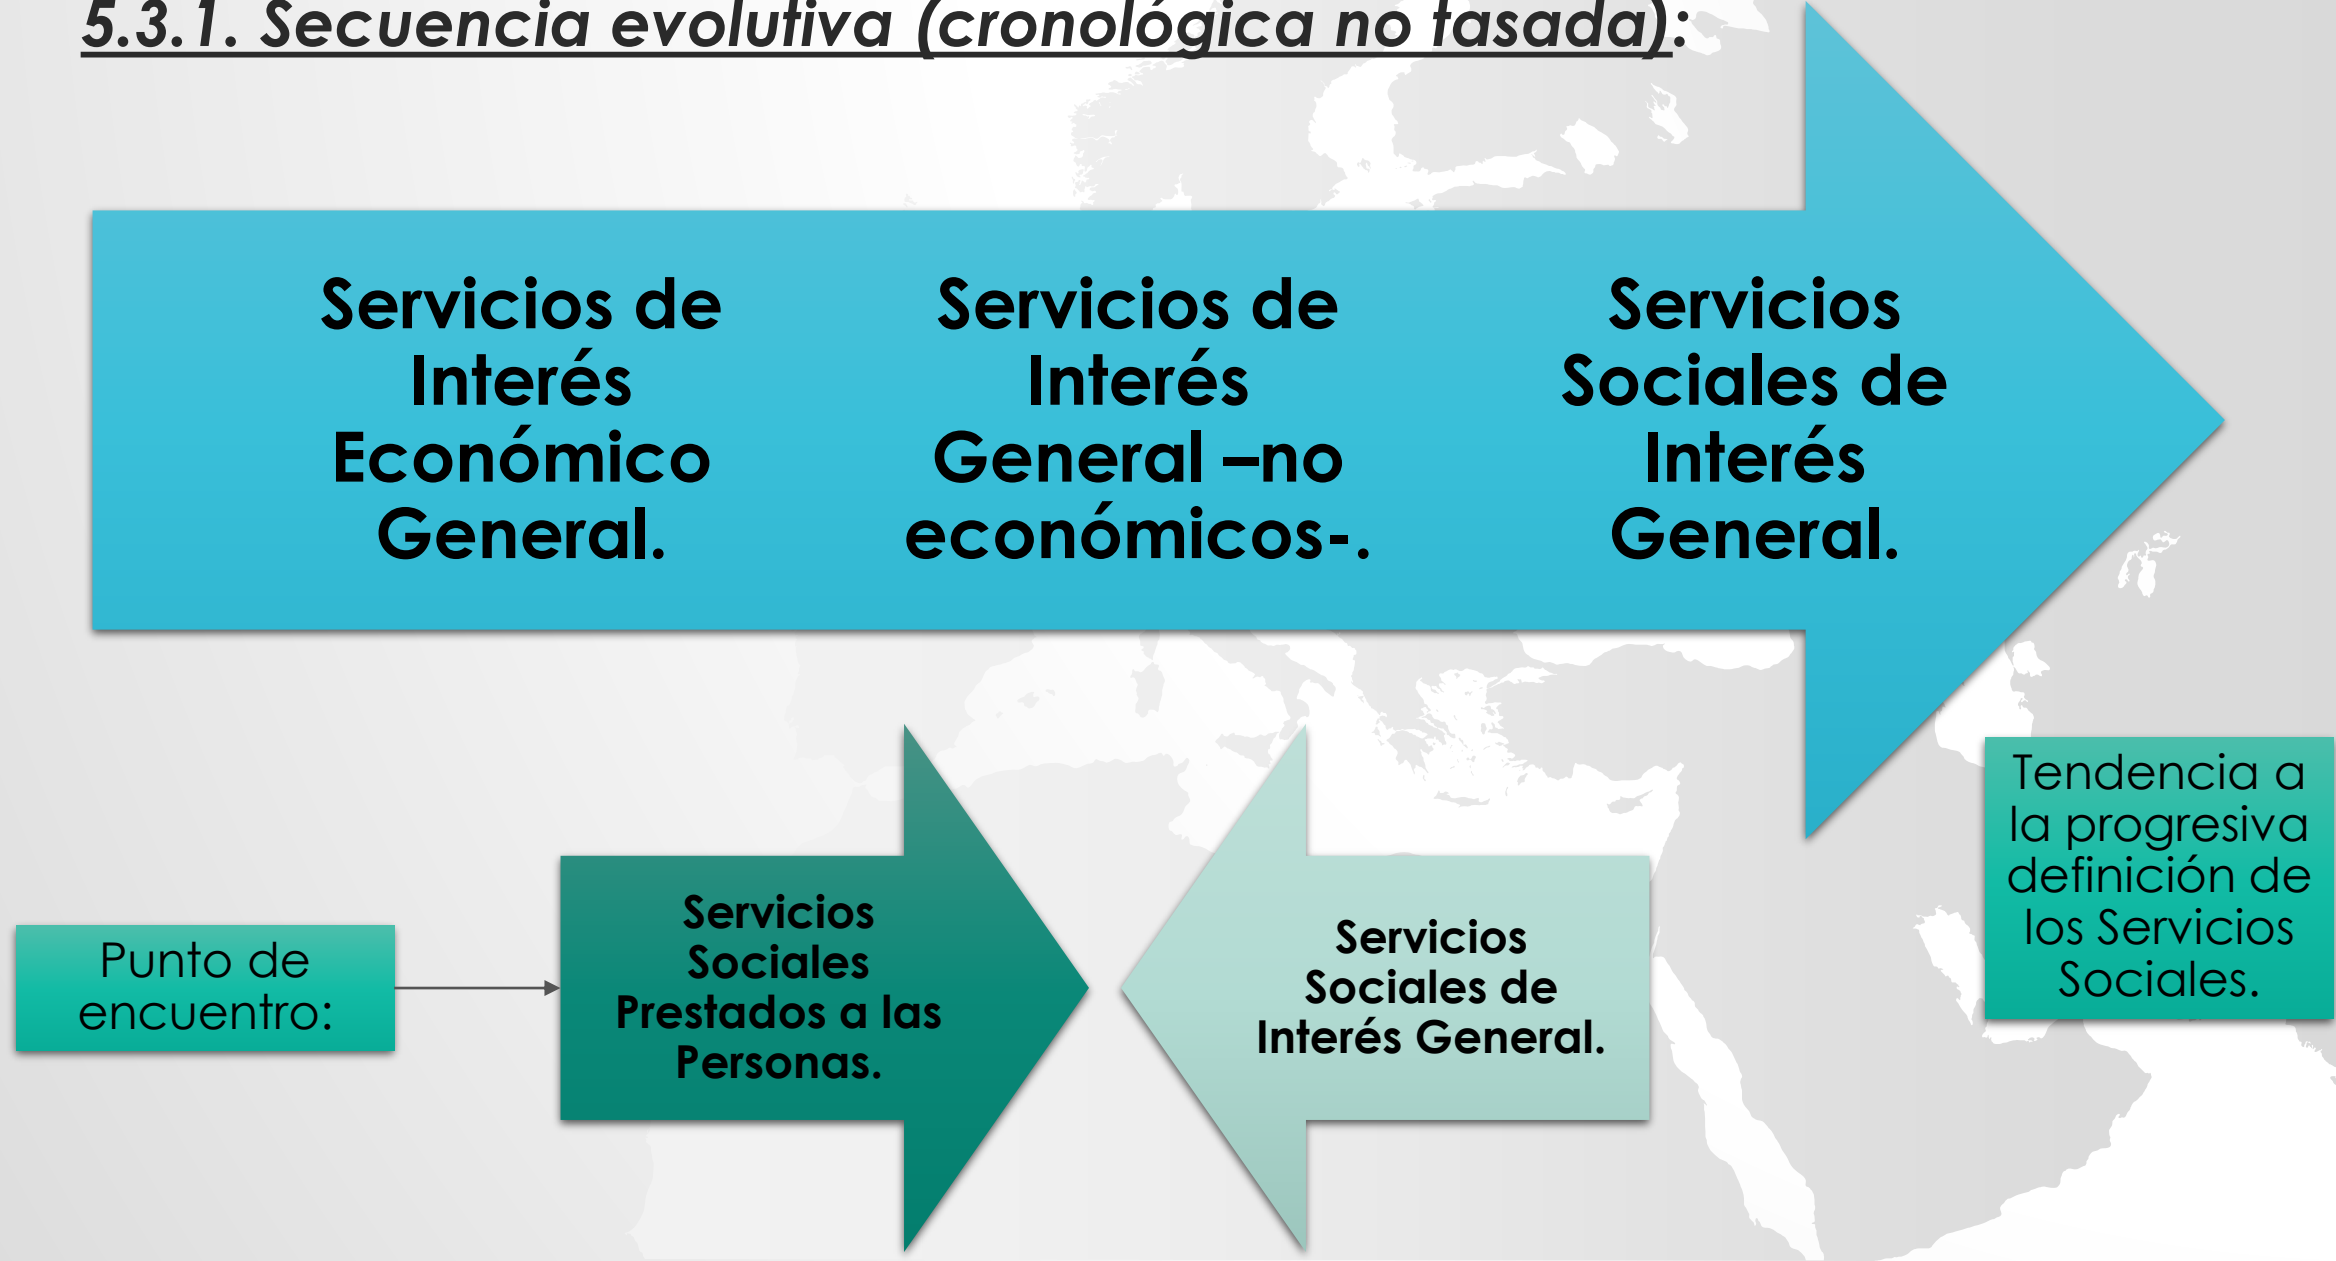 5.3.1. Secuencia evolutiva (cronológica no tasada):
Servicios de
Interés
Económico
General.
Servicios de
Interés
General –no
económicos-.
Servicios
Sociales de
Interés
General.
Punto de
encuentro:
Servicios
Sociales
Prestados a las
Personas.
Servicios
Sociales de
Interés General.
Tendencia a
la progresiva
definición de
los Servicios
Sociales.